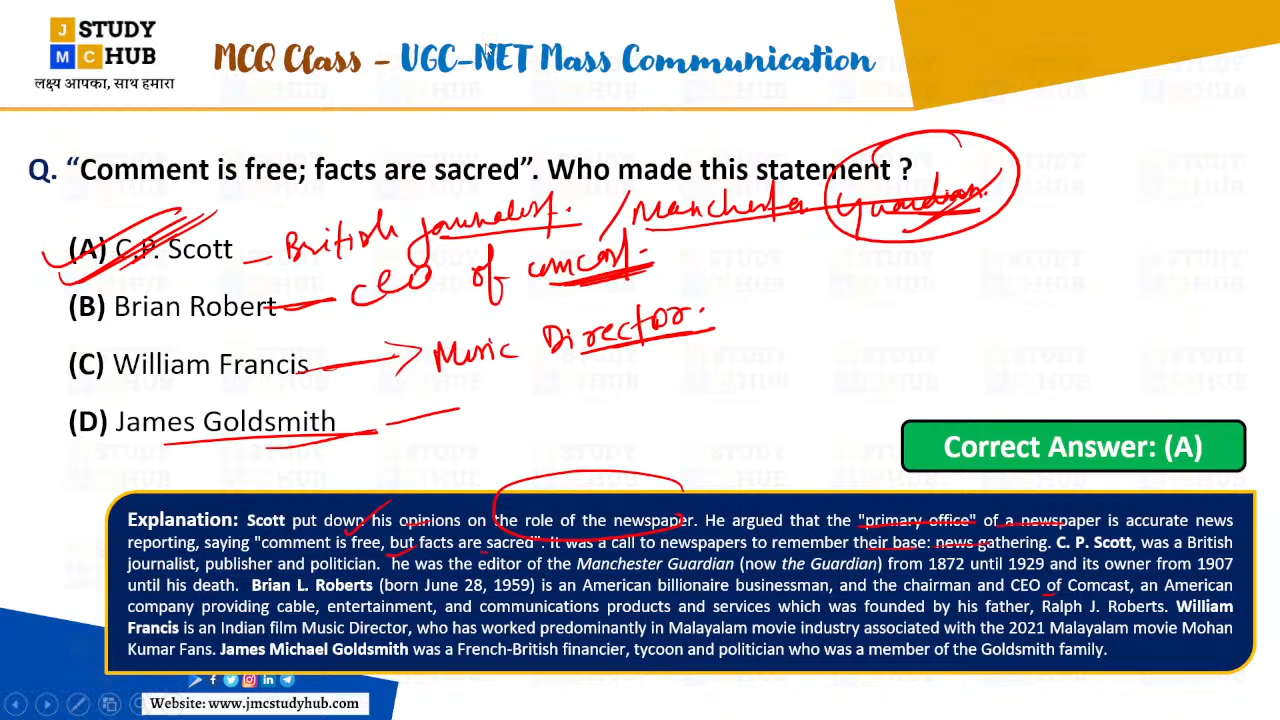 J STUDY
M C HUB
लक्ष्य आपका, साथ हमारा
MCQ Class - UGC-NET Mass Communication
Q. “Comment is free; facts are sacred”. Who made this statement ?
(A) C.P. Scott
British Journalist. / Manchester Guardian.
(B) Brian Robert
CEO of comcast.
(C) William Francis
Music Director.
(D) James Goldsmith
Correct Answer: (A)
Explanation: Scott put down his opinions on the role of the newspaper. He argued that the "primary office" of a newspaper is accurate news
reporting, saying "comment is free, but facts are sacred". It was a call to newspapers to remember their base: news gathering. C. P. Scott, was a British
journalist, publisher and politician. he was the editor of the Manchester Guardian (now the Guardian) from 1872 until 1929 and its owner from 1907
until his death. Brian L. Roberts (born June 28, 1959) is an American billionaire businessman, and the chairman and CEO of Comcast, an American
company providing cable, entertainment, and communications products and services which was founded by his father, Ralph J. Roberts. William
Francis is an Indian film Music Director, who has worked predominantly in Malayalam movie industry associated with the 2021 Malayalam movie Mohan
Kumar Fans. James Michael Goldsmith was a French-British financier, tycoon and politician who was a member of the Goldsmith family.
Website: www.jmcstudyhub.com